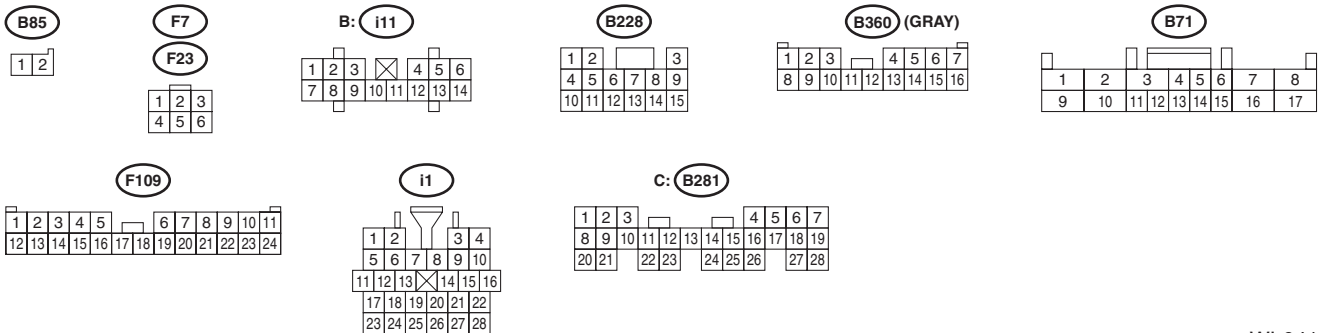 B85
F7
B: i11
B228
B360 (GRAY)
B71
F23
1 2
1 2 3
4 5 6
1 2 3 4 5 6
7 8 9 10 11 12 13 14
1 2 3
4 5 6 7 8 9
10 11 12 13 14 15
1 2 3 4 5 6 7
8 9 10 11 12 13 14 15 16
1 2 3 4 5 6 7 8
9 10 11 12 13 14 15 16 17
F109
i1
C: B281
1 2 3 4 5 6 7 8 9 10 11
12 13 14 15 16 17 18 19 20 21 22 23 24
1 2 3 4
5 6 7 8 9 10
11 12 13 14 15 16
17 18 19 20 21 22
23 24 25 26 27 28
1 2 3 4 5 6 7
8 9 10 11 12 13 14 15 16 17 18 19
20 21 22 23 24 25 26 27 28